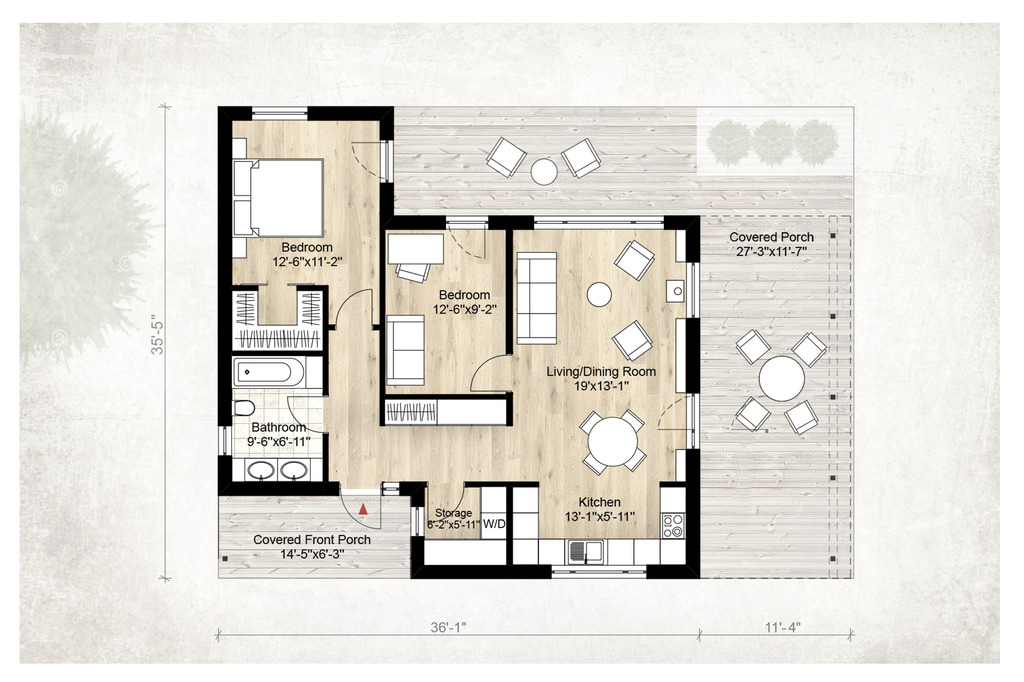 Covered Porch
27'-3"x11'-7"
Bedroom
12'-6"x11'-2"
Bedroom
12'-6"x9'-2"
35'-5"
Living/Dining Room
19'x13'-1"
Bathroom
9'-6"x6'-11"
Kitchen
13'-1"x5'-11"
Storage
6'-2"x5'-11"
W/D
Covered Front Porch
14'-5"x6'-3"
36'-1"
11'-4"